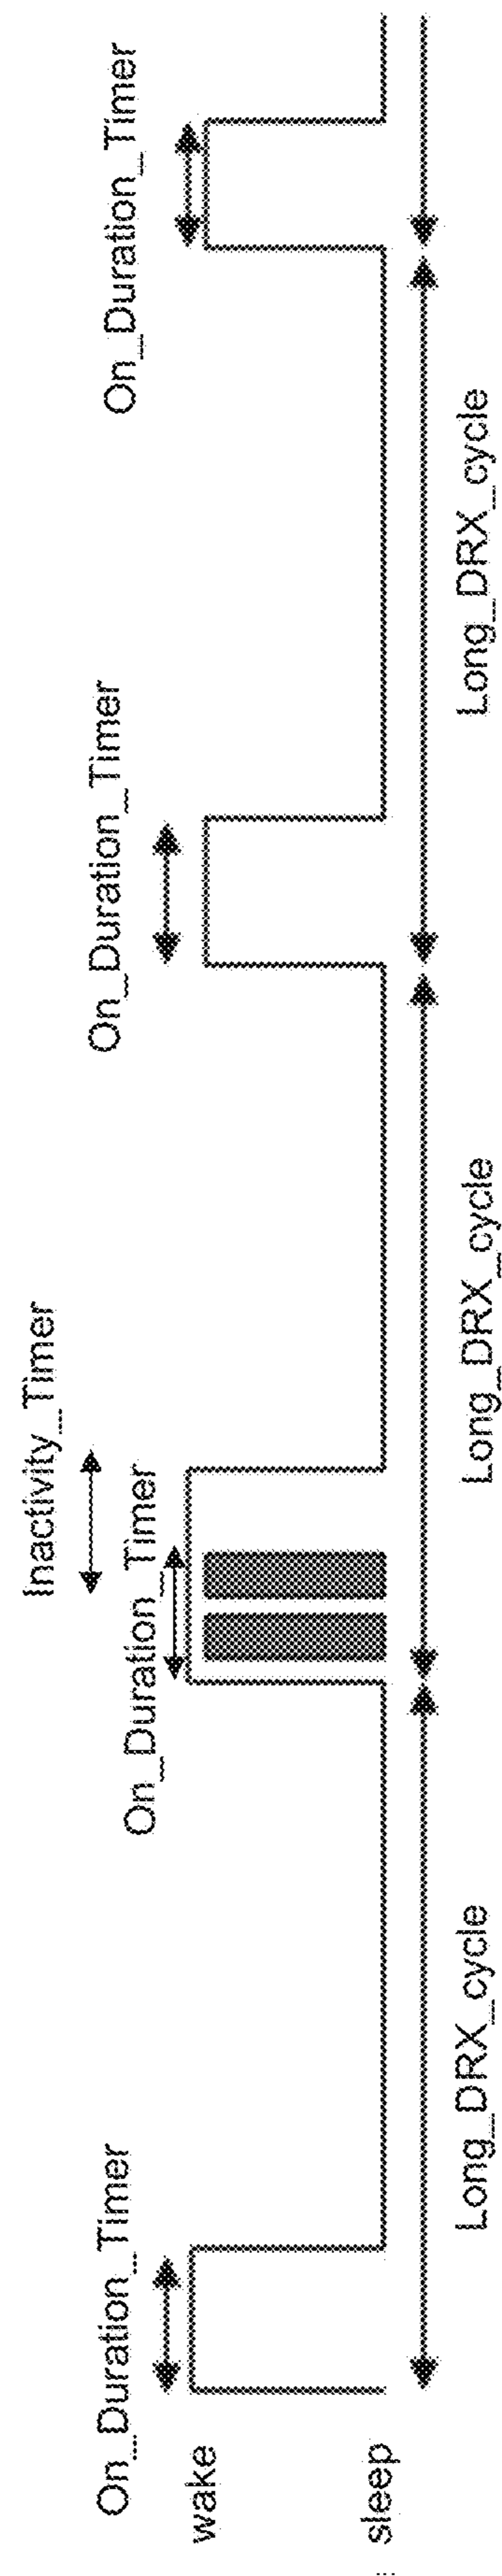 On_Duration_Timer
wake
sleep
Long_DRX_cycle
Inactivity_Timer
On_Duration_Timer
Long_DRX_cycle
On_Duration_Timer
Long_DRX_cycle
On_Duration_Timer